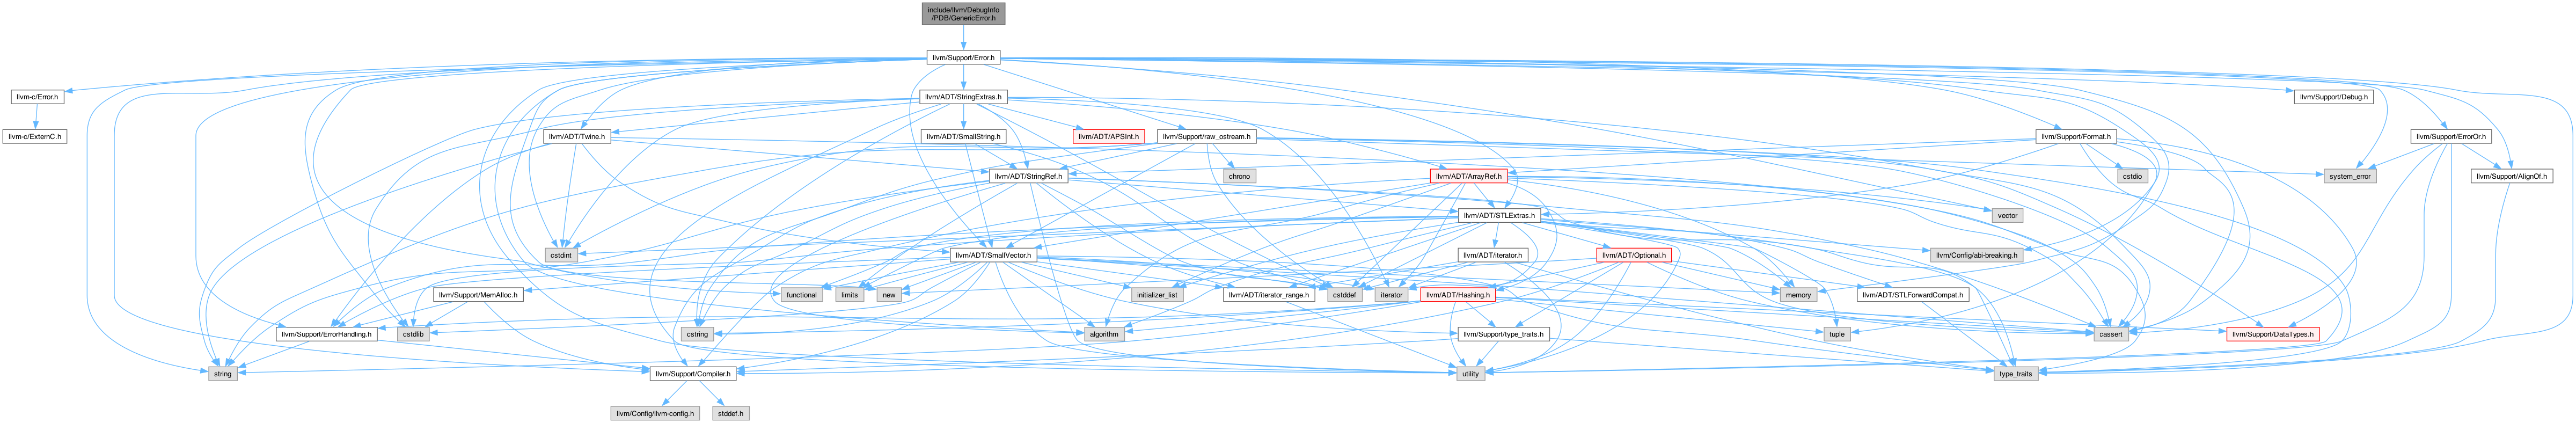 include/llvm/DebugInfo
/PDB/GenericError.h
llvm/Support/Error.h
llvm-c/Error.h
llvm/ADT/StringExtras.h
llvm/Support/Debug.h
llvm-c/ExternC.h
llvm/ADT/Twine.h
llvm/ADT/SmallString.h
llvm/ADT/APSInt.h
llvm/Support/raw_ostream.h
llvm/Support/Format.h
llvm/Support/ErrorOr.h
llvm/ADT/StringRef.h
chrono
llvm/ADT/ArrayRef.h
cstdio
system_error
llvm/Support/AlignOf.h
llvm/ADT/STLExtras.h
vector
cstdint
llvm/ADT/SmallVector.h
llvm/ADT/iterator.h
llvm/ADT/Optional.h
llvm/Config/abi-breaking.h
llvm/Support/MemAlloc.h
functional
limits
new
initializer_list
llvm/ADT/iterator_range.h
cstddef
iterator
llvm/ADT/Hashing.h
memory
llvm/ADT/STLForwardCompat.h
llvm/Support/ErrorHandling.h
cstdlib
cstring
algorithm
llvm/Support/type_traits.h
tuple
cassert
llvm/Support/DataTypes.h
string
llvm/Support/Compiler.h
utility
type_traits
llvm/Config/llvm-config.h
stddef.h